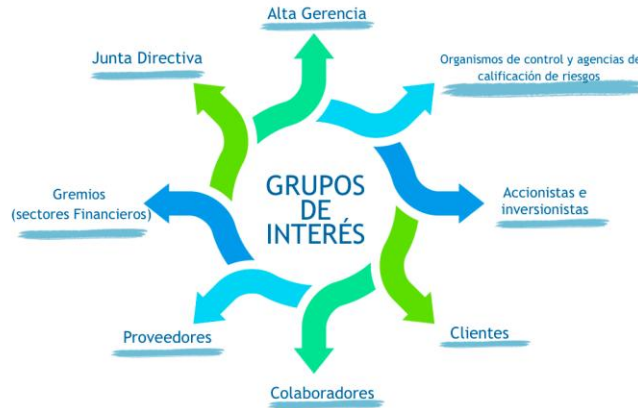 Alta Gerencia
Junta Directiva
Organismos de control y agencias de
calificación de riesgos
Gremios
(sectores Financieros)
GRUPOS
DE
INTERÉS
Accionistas e
inversionistas
Proveedores
Clientes
Colaboradores